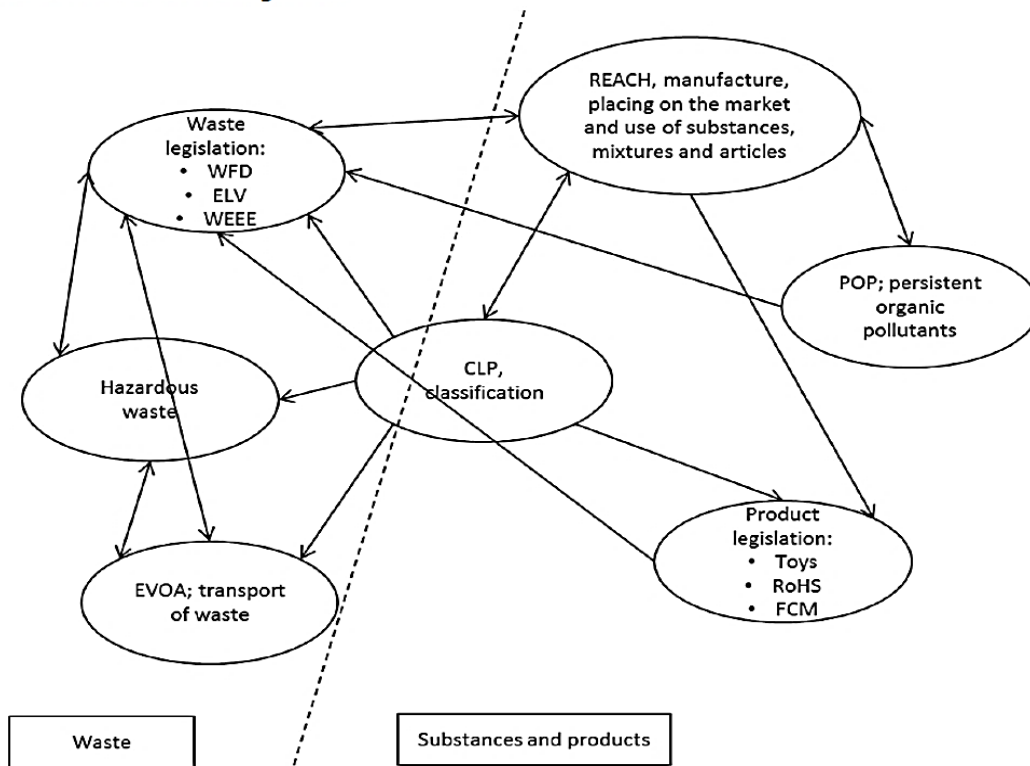 REACH, manufacture,
placing on the market
and use of substances,
mixtures and articles
Waste
legislation:
• WFD
• ELV
• WEEE
POP; persistent
organic
pollutants
CLP,
classification
Hazardous
waste
Product
legislation:
• Toys
• RoHS
• FCM
EVOA; transport
of waste
Waste
Substances and products